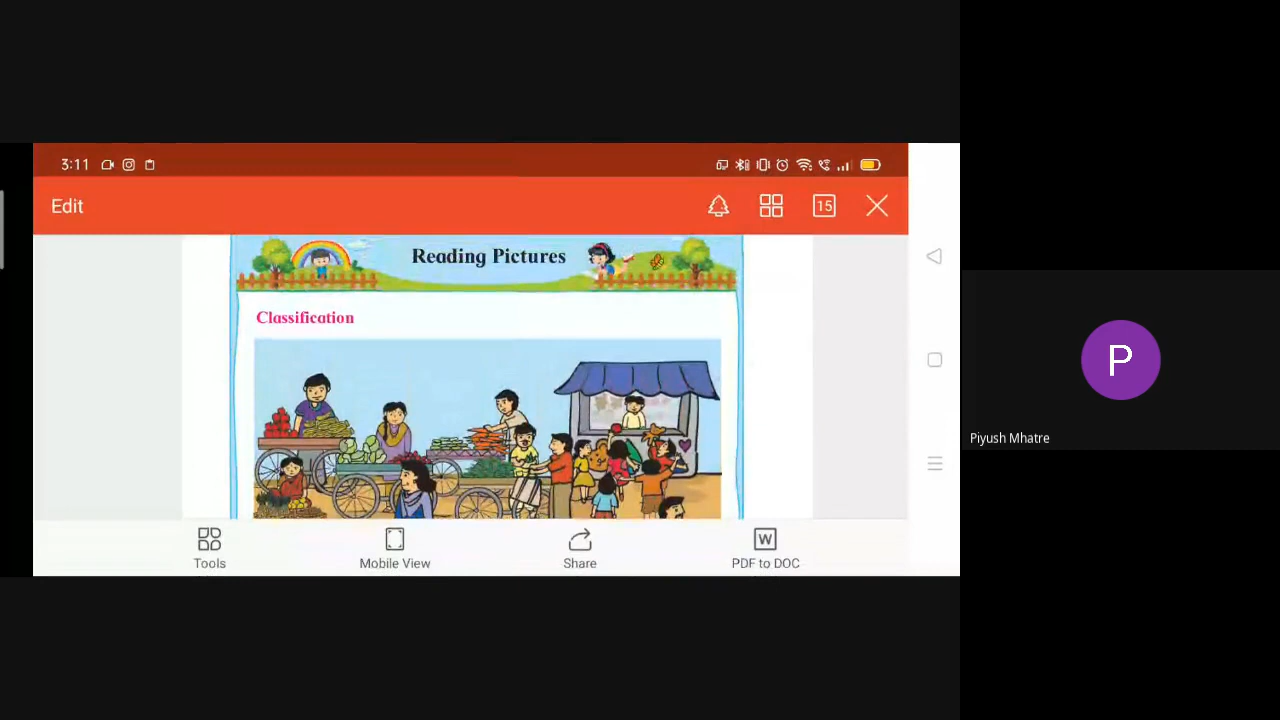 3:11
Edit
15
Reading Pictures
Classification
P
Piyush Mhatre
Tools
Mobile View
Share
W
PDF to DOC